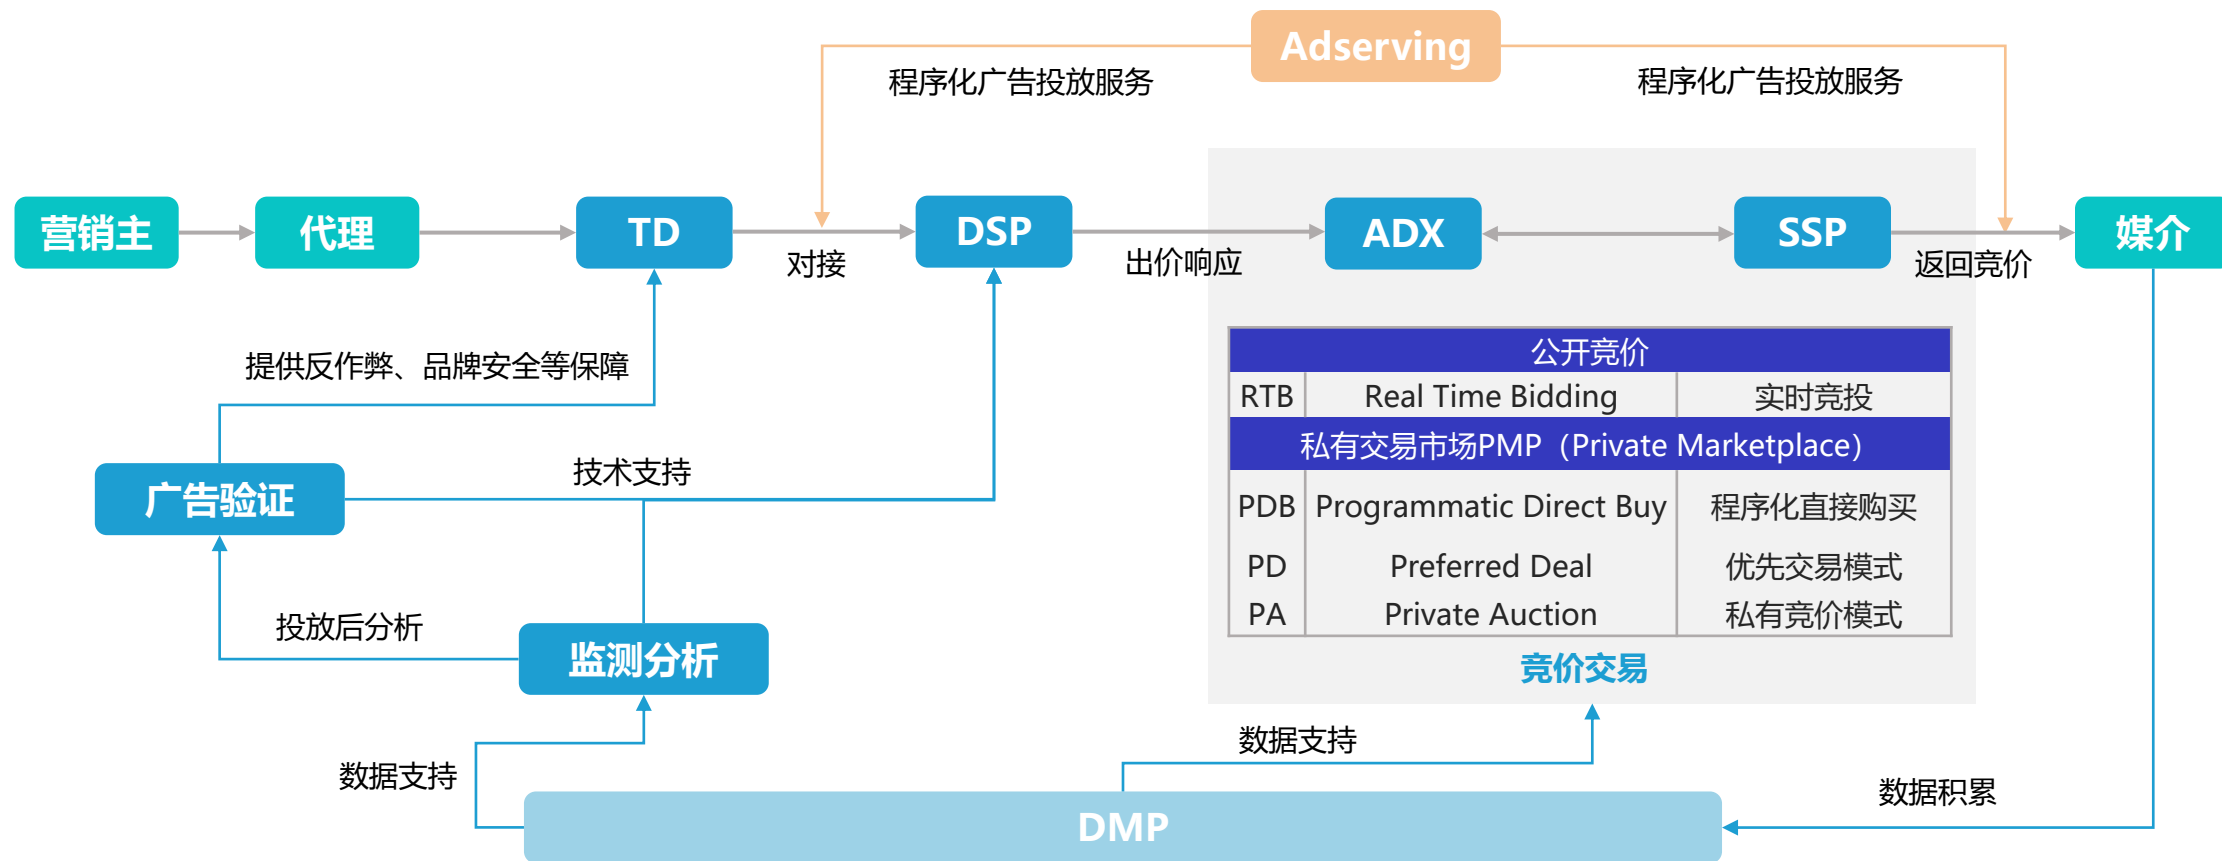 Adserving
程序化广告投放服务
程序化广告投放服务
营销主
代理
TD
对接
DSP
出价响应
ADX
SSP
返回竞价
媒介
提供反作弊、品牌安全等保障
公开竞价
RTB Real Time Bidding 实时竞投
私有交易市场PMP（Private Marketplace）
PDB Programmatic Direct Buy 程序化直接购买
PD Preferred Deal 优先交易模式
PA Private Auction 私有竞价模式
竞价交易
广告验证
技术支持
投放后分析
监测分析
数据支持
数据支持
数据积累
DMP